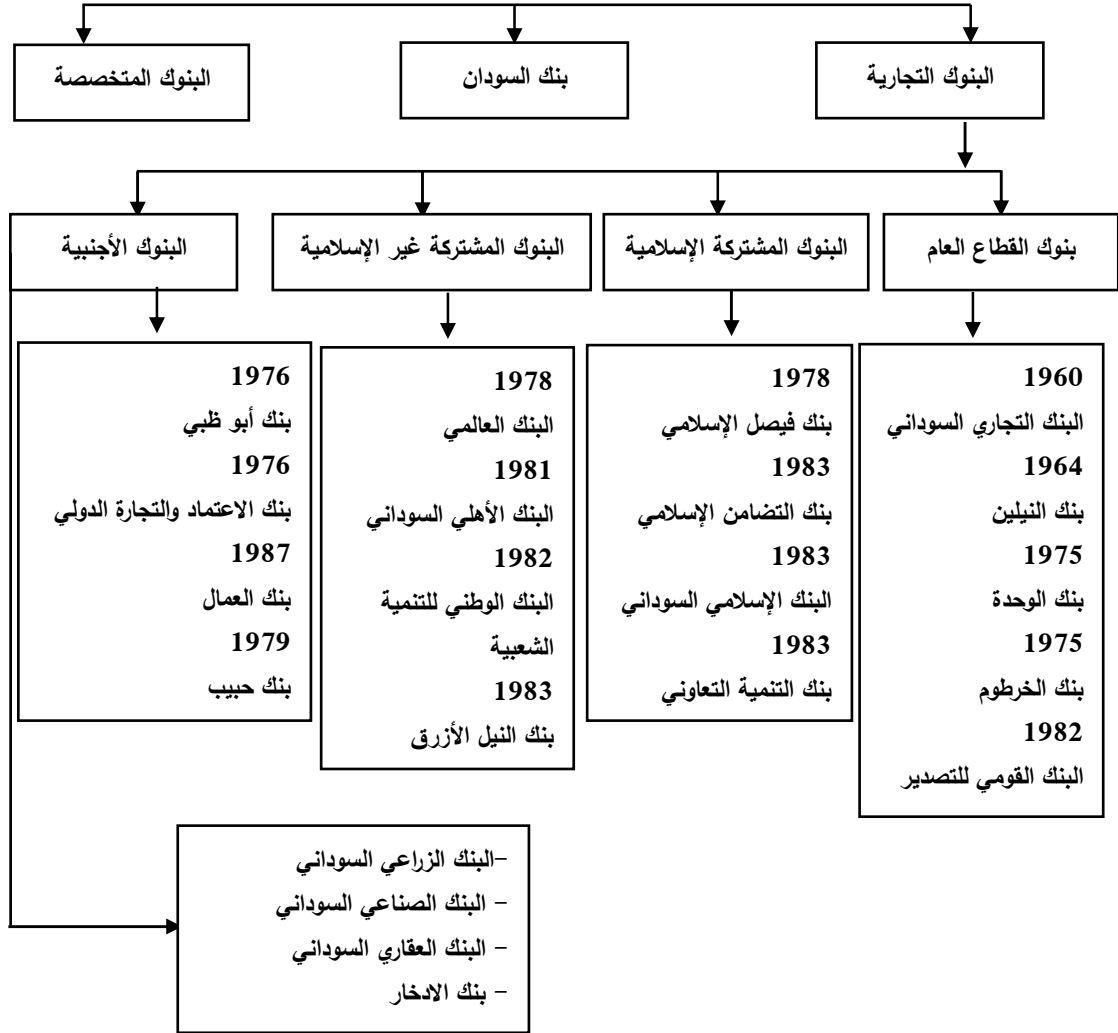 البنوك التجارية
بنك السودان
البنوك المتخصصة
بنوك القطاع العام
البنوك المشتركة الإسلامية
البنوك المشتركة غير الإسلامية
البنوك الأجنبية
1960
البنك التجاري السوداني
1964
بنك النيلين
1975
بنك الوحدة
1975
بنك الخرطوم
1982
البنك القومي للتصدير
1978
بنك فيصل الإسلامي
1983
بنك التضامن الإسلامي
1983
البنك الإسلامي السوداني
1983
بنك التنمية التعاوني
1978
البنك العالمي
1981
البنك الأهلي السوداني
1982
البنك الوطني للتنمية
الشعبية
1983
بنك النيل الأزرق
1976
بنك أبو ظبي
1976
بنك الاعتماد والتجارة الدولي
1987
بنك العمال
1979
بنك حبيب
-البنك الزراعي السوداني
- البنك الصناعي السوداني
- البنك العقاري السوداني
- بنك الادخار